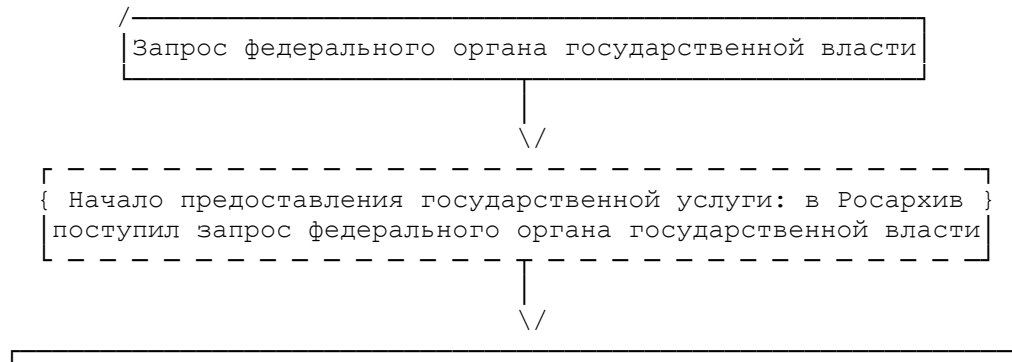 Запрос федерального органа государственной власти
Начало предоставления государственной услуги: в Росархив
поступил запрос федерального органа государственной власти